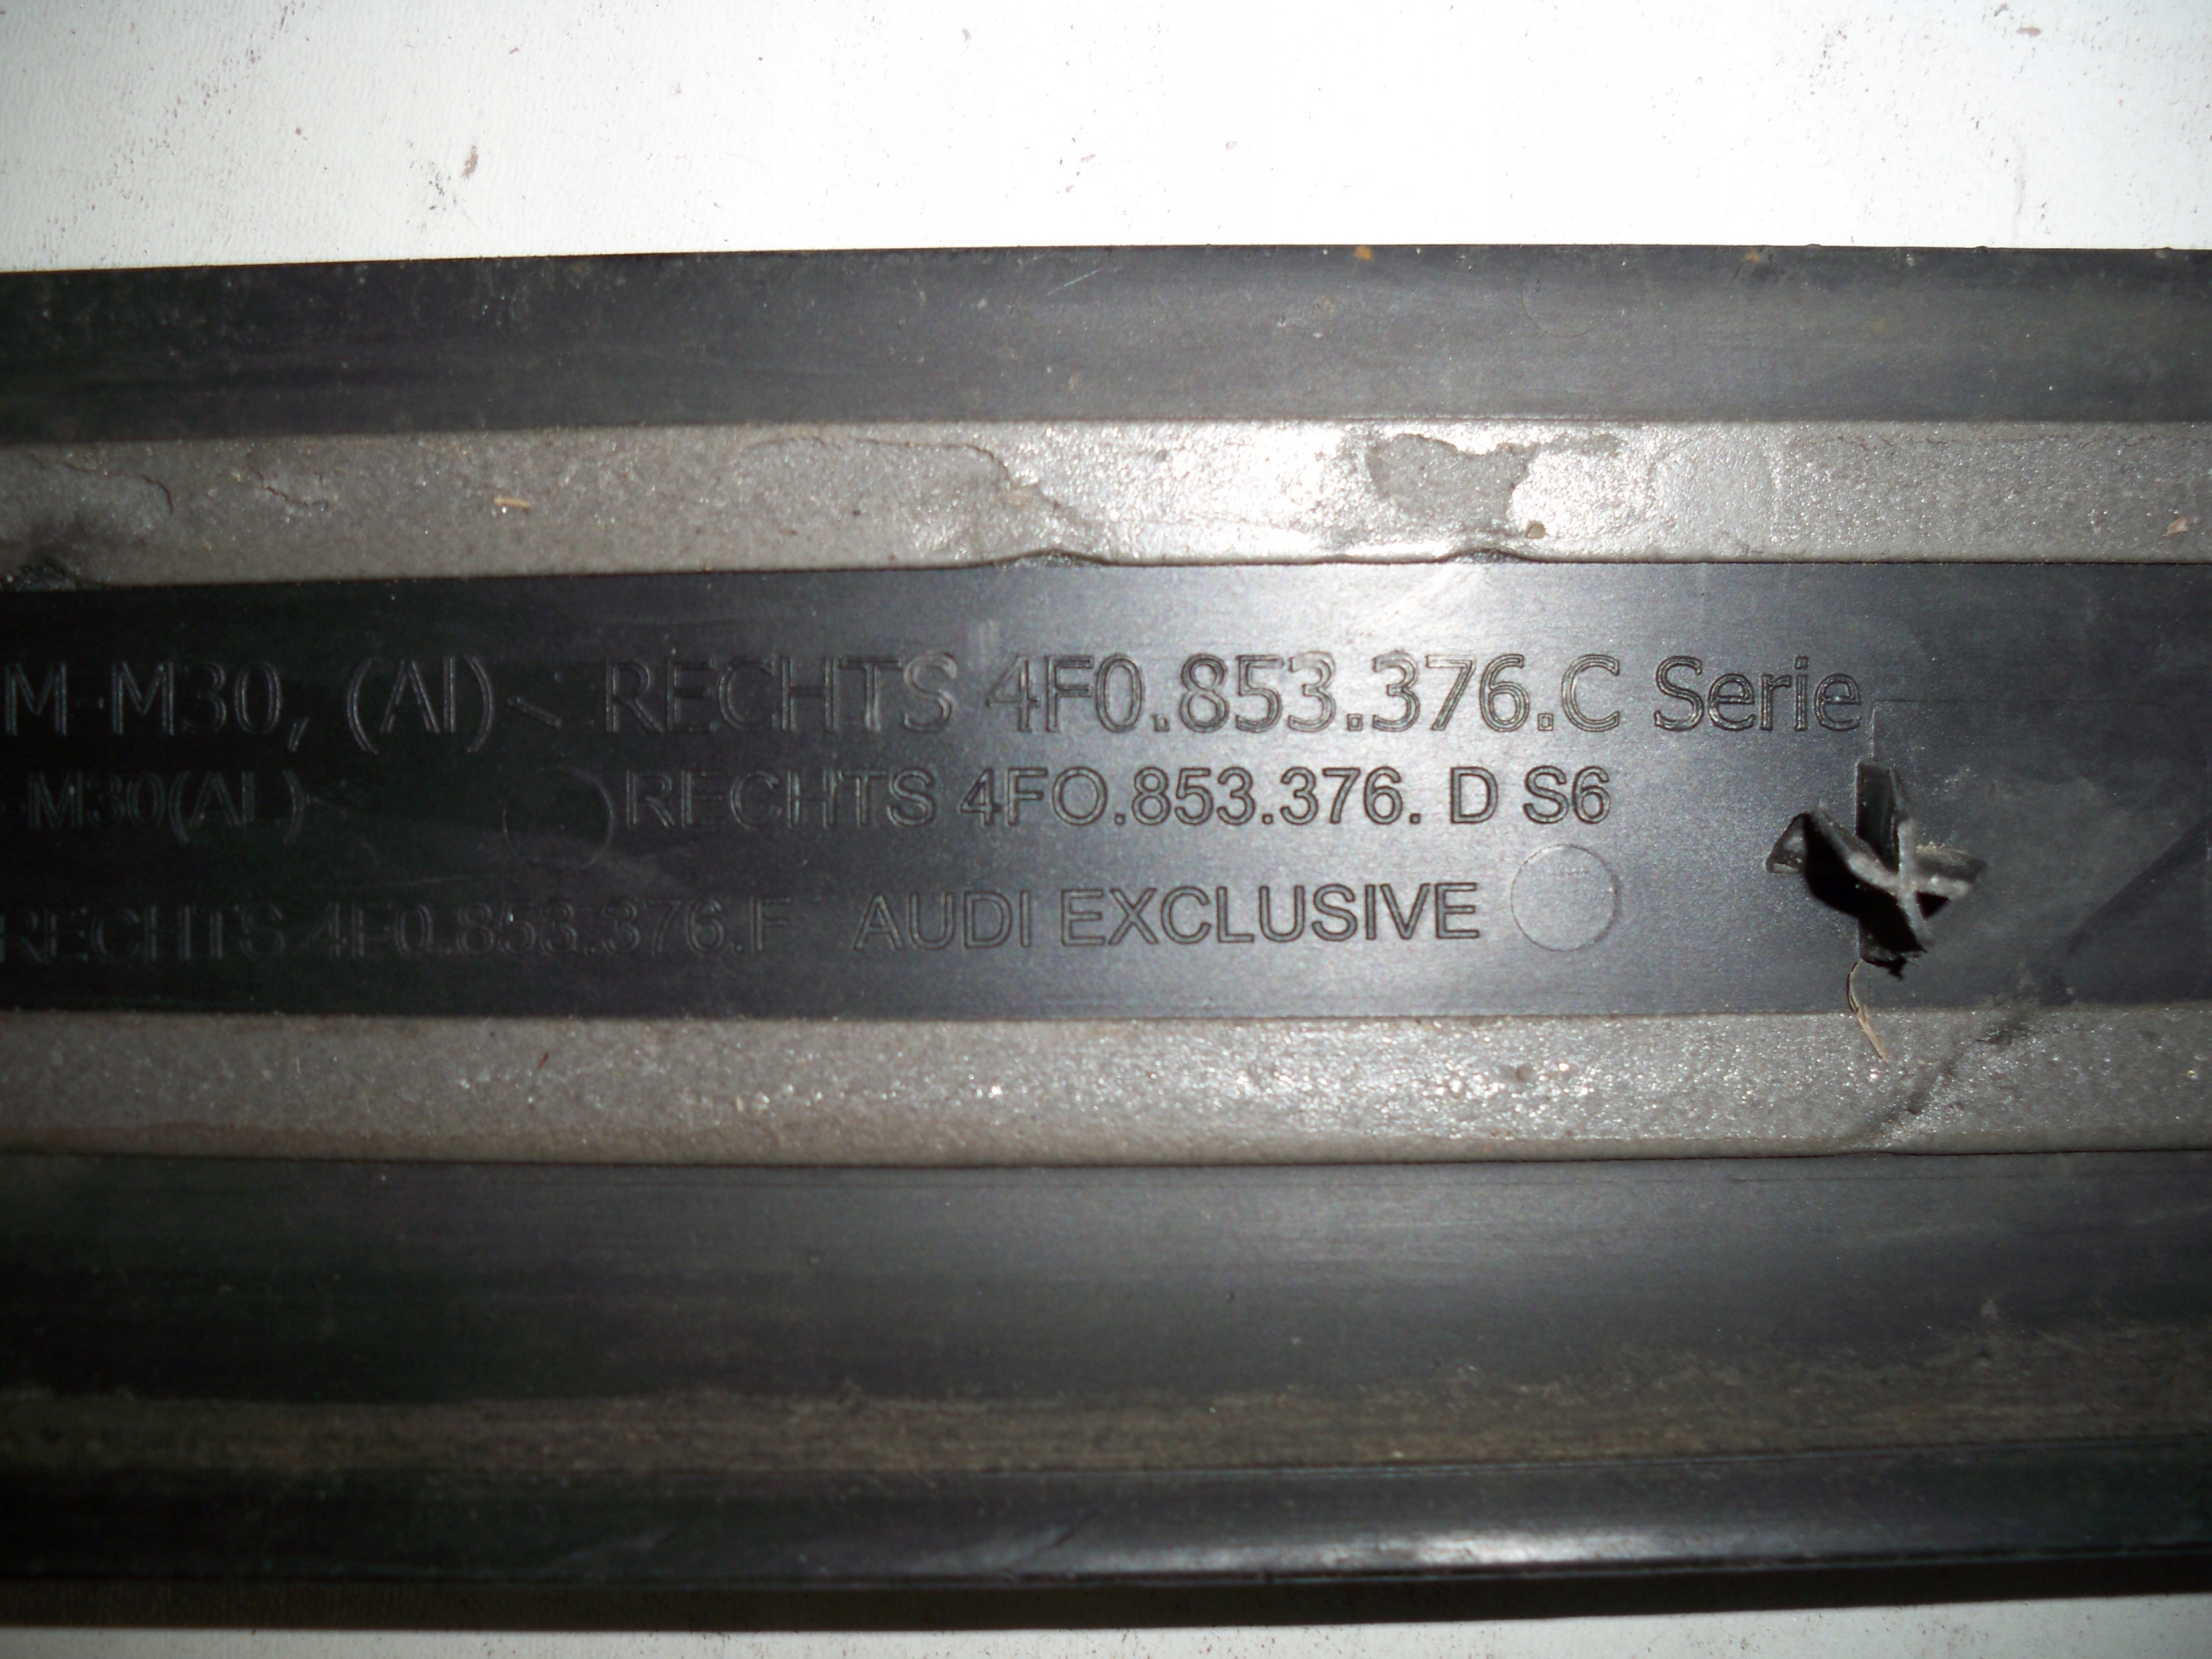 M-M30, (Al)< RECHTS 4F0.853.376.C Serie
-M30(AL)< RECHTS 4FO.853.376. D S6
RECHTS 4F0.853.376.F AUDI EXCLUSIVE